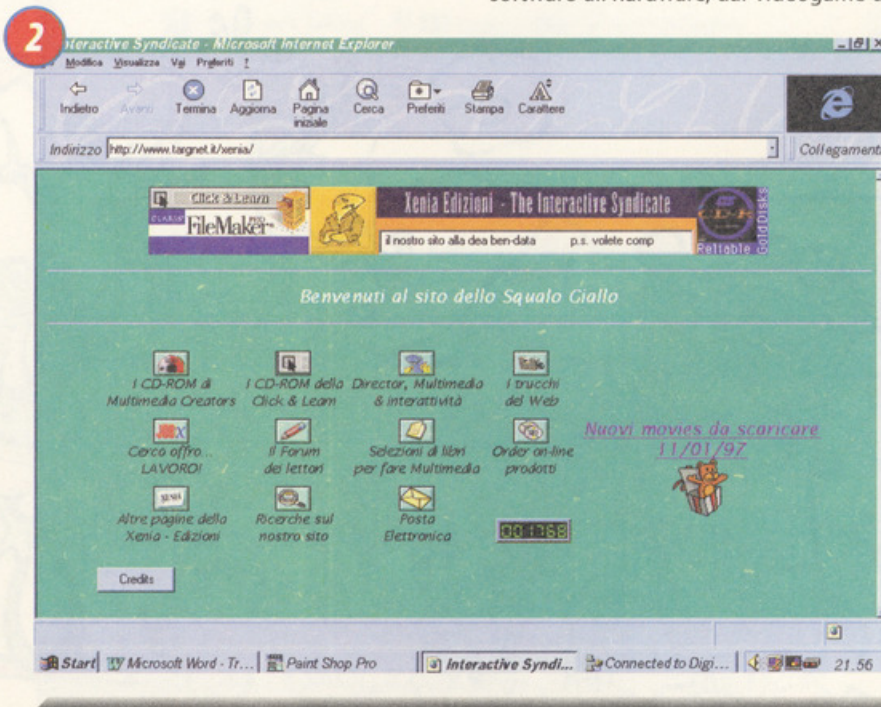 2
Interactive Syndicate - Microsoft Internet Explorer
Modifica Visualizza Vai Preferiti ?
Indietro Avanti Termina Aggiorna Pagina iniziale Cerca Preferiti Stampa Carattere
Indirizzo http://www.targnet.it/xenia/ Collegamenti
Click & Learn
CLARIS
FileMaker PRO
Xenia Edizioni - The Interactive Syndicate
il nostro sito alla dea ben-data p.s. volete comp
CD-R
Reliable
Gold Disks
Benvenuti al sito dello Squalo Giallo
I CD-ROM di
Multimedia Creators
I CD-ROM della
Click & Learn
Director, Multimedia
& interattività
I trucchi
del Web
Cerco offro...
LAVORO!
Il Forum
dei lettori
Selezioni di libri
per fare Multimedia
Order on-line
prodotti
Nuovi movies da scaricare
11/01/97
XENIA
Altre pagine della
Xenia - Edizioni
Ricerche sul
nostro sito
Posta
Elettronica
001768
Credits
Start Microsoft Word - Tr... Paint Shop Pro Interactive Syndi... Connected to Digi... 21.56